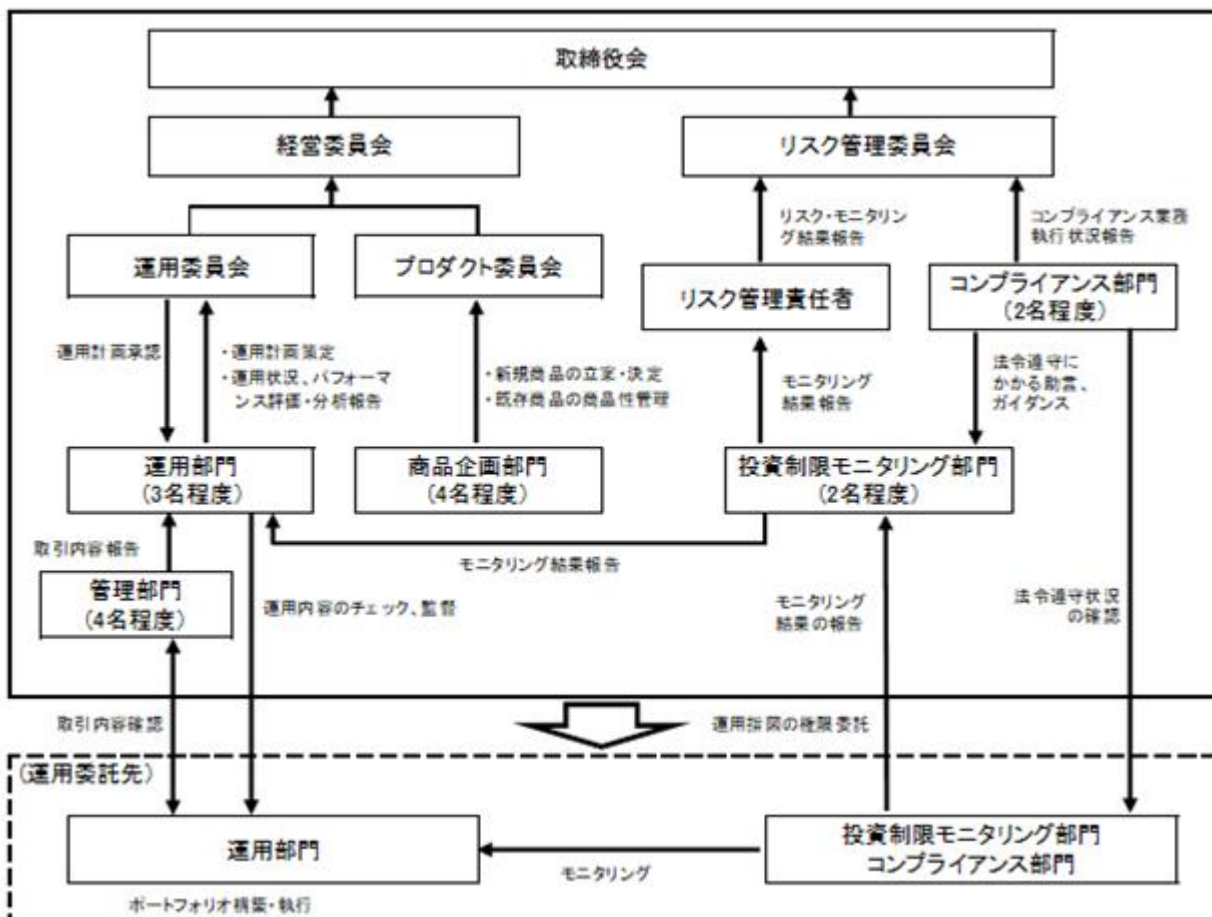 取締役会
経営委員会
リスク管理委員会
リスク・モニタリン
グ結果報告
コンプライアンス業務
執行状況報告
運用委員会
プロダクト委員会
リスク管理責任者
コンプライアンス部門
(2名程度)
運用計画承認
・運用計画策定
・運用状況、パフォーマ
ンス評価・分析報告
・新規商品の立案・決定
・既存商品の商品性管理
モニタリング
結果報告
法令遵守に
かかる助言、
ガイダンス
運用部門
(3名程度)
商品企画部門
(4名程度)
投資制限モニタリング部門
(2名程度)
取引内容報告
モニタリング結果報告
管理部門
(4名程度)
運用内容のチェック、監督
モニタリング
結果の報告
法令遵守状況
の確認
取引内容確認
運用指図の権限委託
(運用委託先)
運用部門
投資制限モニタリング部門
コンプライアンス部門
モニタリング
ポートフォリオ構築・執行